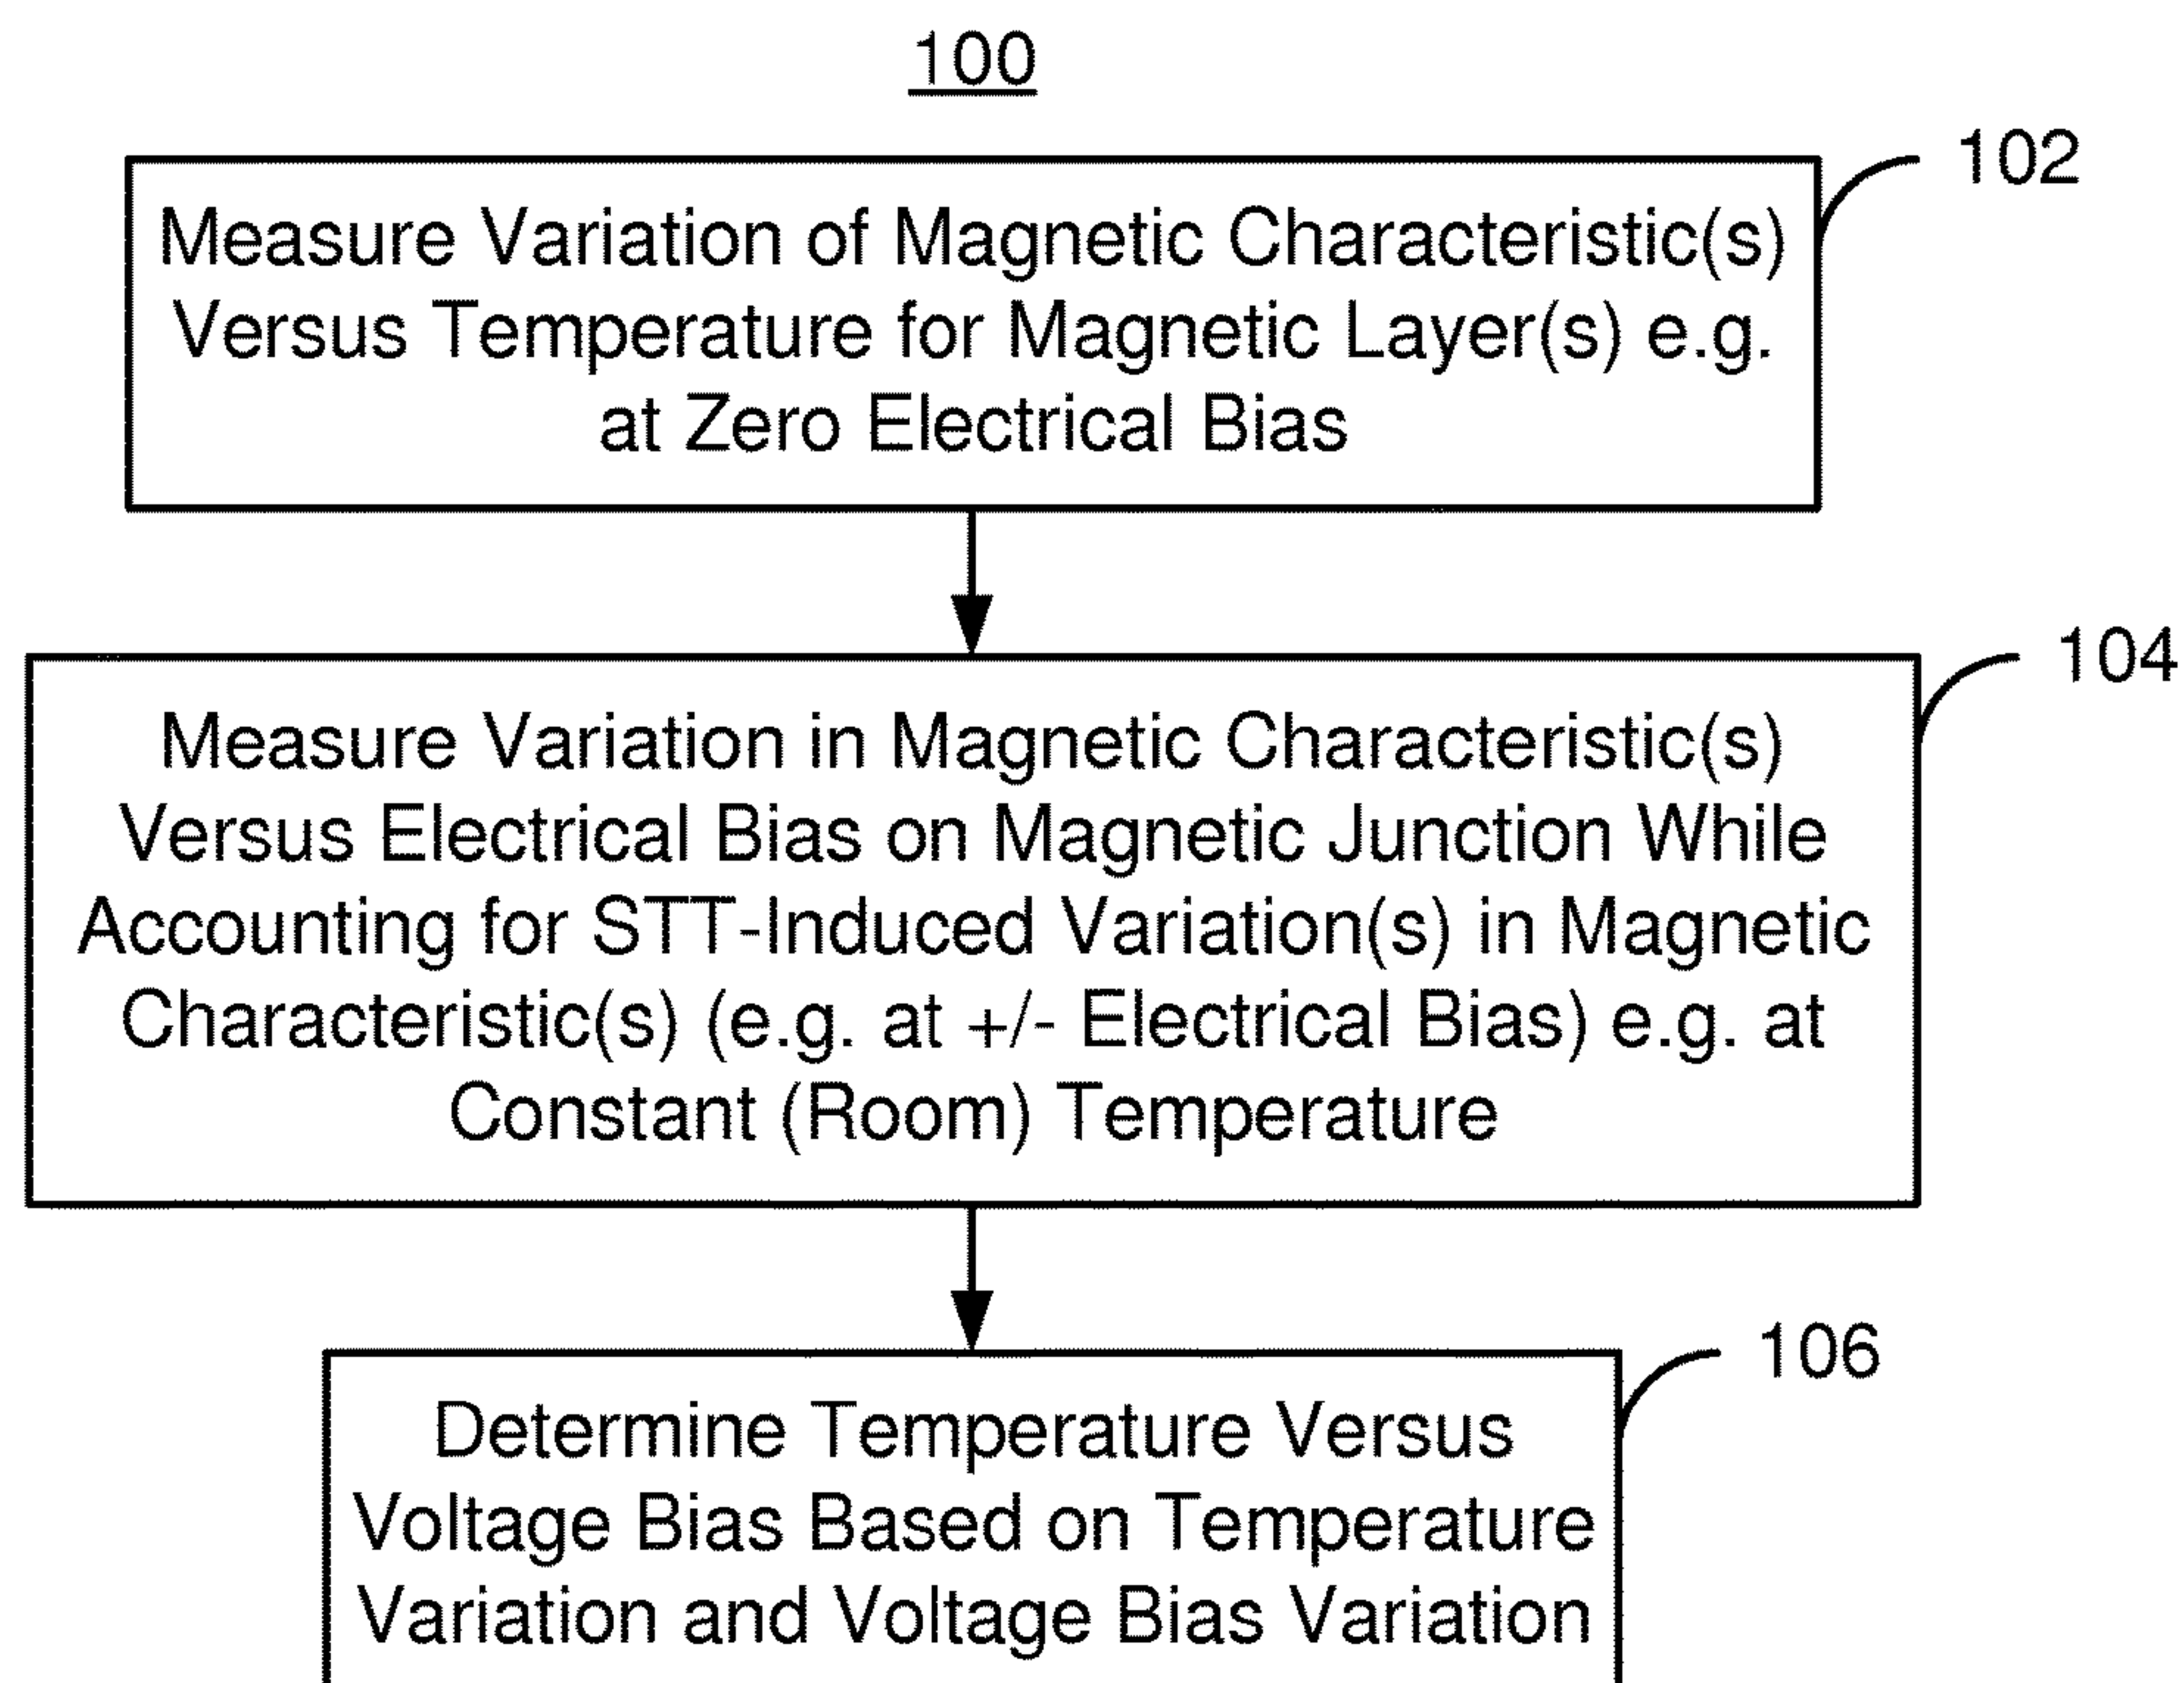 100
102
Measure Variation of Magnetic Characteristic(s)
Versus Temperature for Magnetic Layer(s) e.g.
at Zero Electrical Bias
104
Measure Variation in Magnetic Characteristic(s)
Versus Electrical Bias on Magnetic Junction While
Accounting for STT-Induced Variation(s) in Magnetic
Characteristic(s) (e.g. at +/- Electrical Bias) e.g. at
Constant (Room) Temperature
106
Determine Temperature Versus
Voltage Bias Based on Temperature
Variation and Voltage Bias Variation